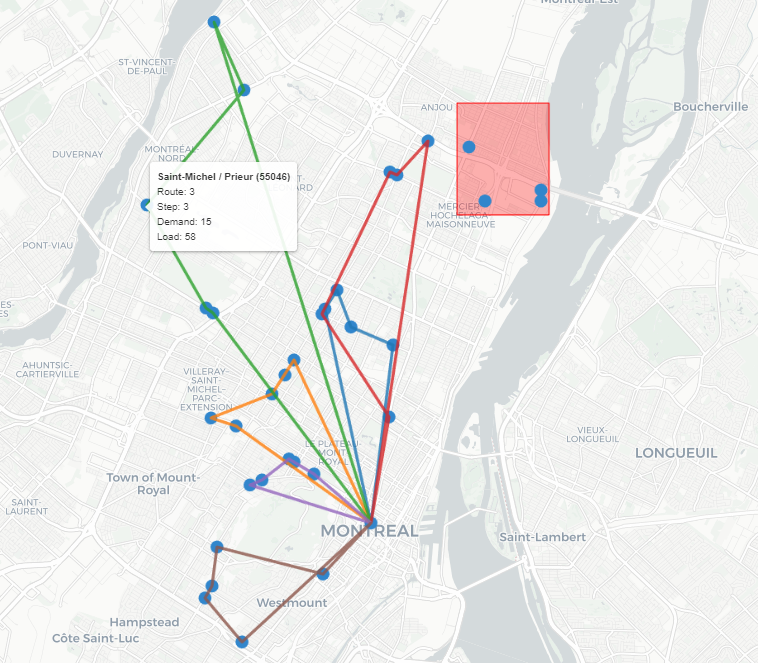 Montréal-Est
ST-VINCENT-
DE-PAUL
ANJOU
Boucherville
DUVERNAY
MONTRÉAL-
NORD
Saint-Michel / Prieur (55046)
Route: 3
Step: 3
Demand: 15
Load: 58
MERCIER-
HOCHELAGA-
MAISONNEUVE
PONT-VIAU
AHUNTSIC-
CARTIERVILLE
VILLERAY-
SAINT-
MICHEL-
PARC-
EXTENSION
VIEUX-
LONGUEUIL
LE PLATEAU-
MONT-
ROYAL
LONGUEUIL
Town of Mount-
Royal
SAINT-
LAURENT
MONTREAL
Saint-Lambert
Westmount
Hampstead
Côte Saint-Luc